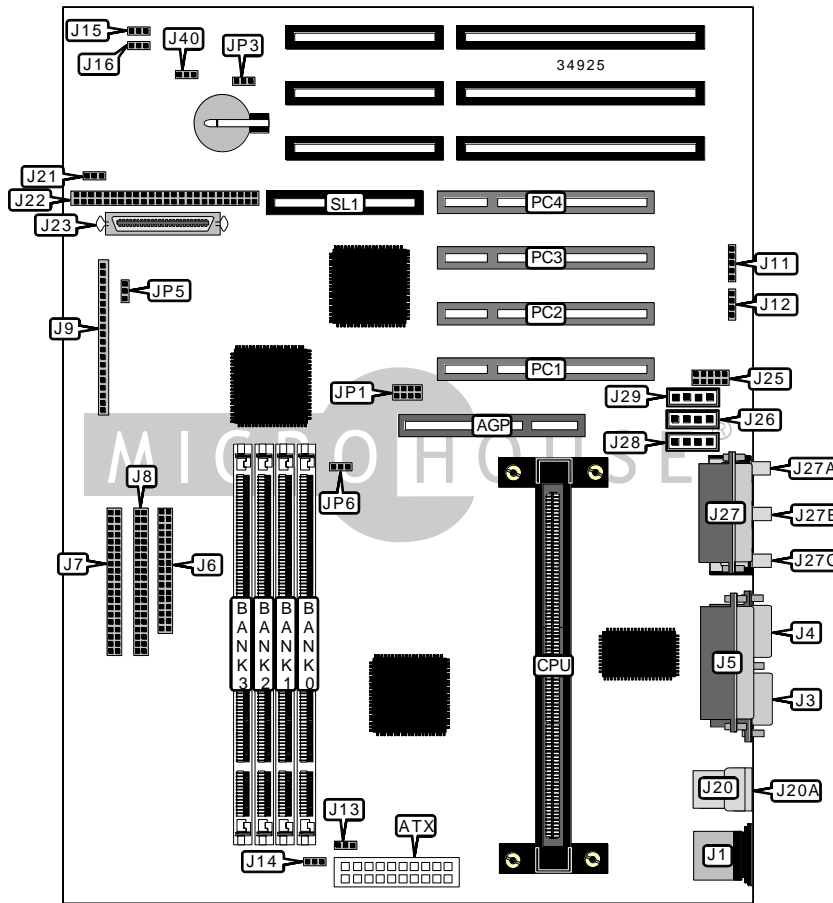 J15
J40
JP3
J16
34925
J21
J22
SL1
PC4
J23
PC3
J11
JP5
PC2
J12
J9
PC1
J25
JP1
J29
AGP
J26
MICROHOUSE®
J28
J8
JP6
J27A
J27
J27B
J7
J6
J27C
BANK3
BANK2
BANK1
BANK0
J4
CPU
J5
J3
J20
J20A
J13
ATX
J14
J1